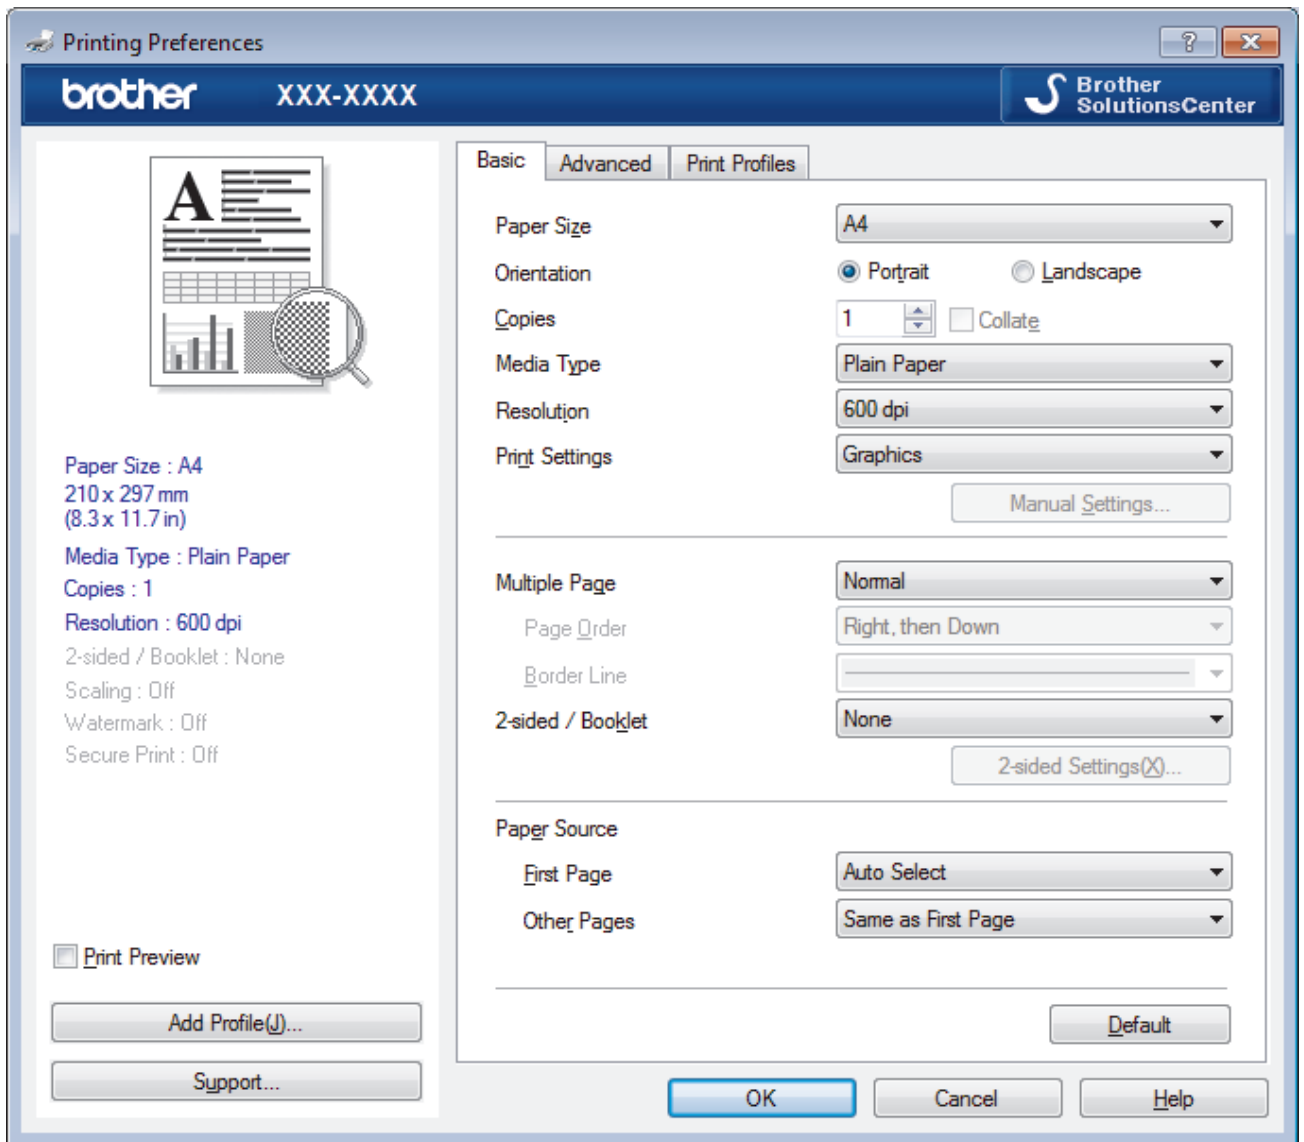 Printing Preferences
brother XXX-XXXX
Brother
SolutionsCenter
Basic Advanced Print Profiles
A
Paper Size : A4
210 x 297 mm
(8.3 x 11.7 in)
Media Type : Plain Paper
Copies : 1
Resolution : 600 dpi
2-sided / Booklet : None
Scaling : Off
Watermark : Off
Secure Print : Off
Print Preview
Add Profile(J)...
Support...
Paper Size A4
Orientation Portrait Landscape
Copies 1 Collate
Media Type Plain Paper
Resolution 600 dpi
Print Settings Graphics
Manual Settings...
Multiple Page Normal
Page Order Right, then Down
Border Line
2-sided / Booklet None
2-sided Settings(X)...
Paper Source
First Page Auto Select
Other Pages Same as First Page
Default
OK Cancel Help